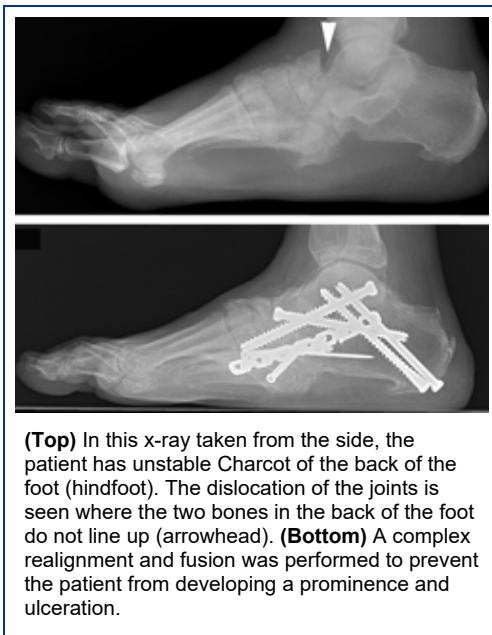 (Top) In this x-ray taken from the side, the
patient has unstable Charcot of the back of the
foot (hindfoot). The dislocation of the joints is
seen where the two bones in the back of the foot
do not line up (arrowhead). (Bottom) A complex
realignment and fusion was performed to prevent
the patient from developing a prominence and
ulceration.